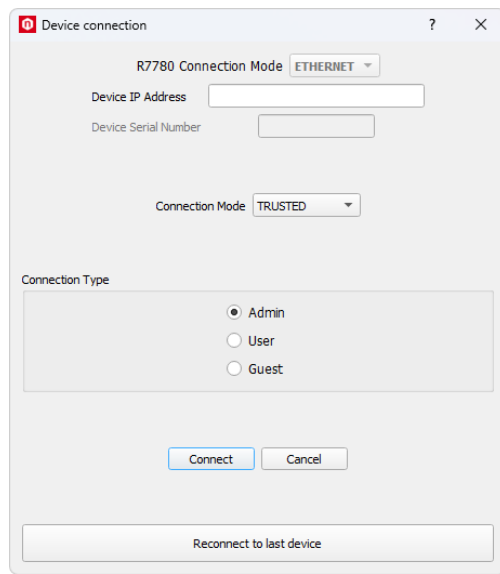 Device connection ?
R7780 Connection Mode ETHERNET
Device IP Address
Device Serial Number
Connection Mode TRUSTED
Connection Type
Admin
User
Guest
Connect Cancel
Reconnect to last device